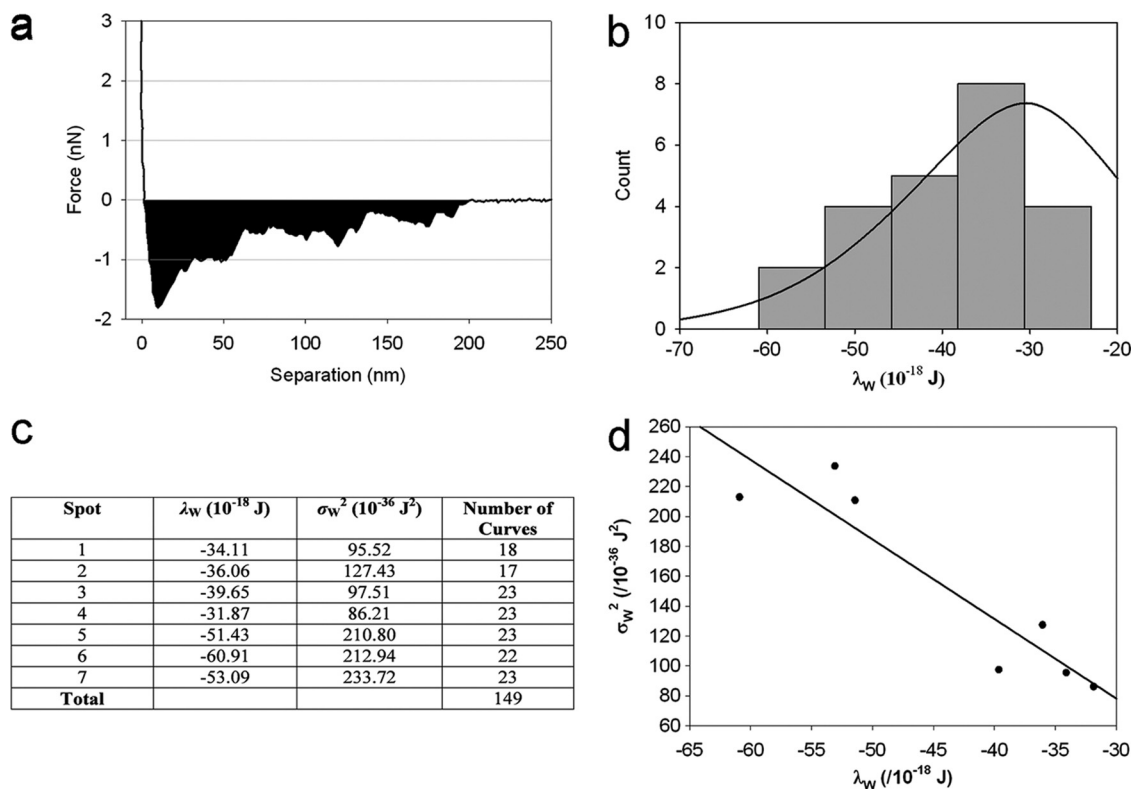 a
3
2
1
0
-1
-2
Force (nN)
0 50 100 150 200 250
Separation (nm)
b
10
8
6
4
2
0
Count
-70 -60 -50 -40 -30 -20
λW (10-18 J)
c
Spot λW (10-18 J) σW2 (10-36 J2) Number of
Curves
1 -34.11 95.52 18
2 -36.06 127.43 17
3 -39.65 97.51 23
4 -31.87 86.21 23
5 -51.43 210.80 23
6 -60.91 212.94 22
7 -53.09 233.72 23
Total 149
d
260
240
220
200
180
160
140
120
100
80
60
σW2 (/10-36 J2)
-65 -60 -55 -50 -45 -40 -35 -30
λW (/10-18 J)